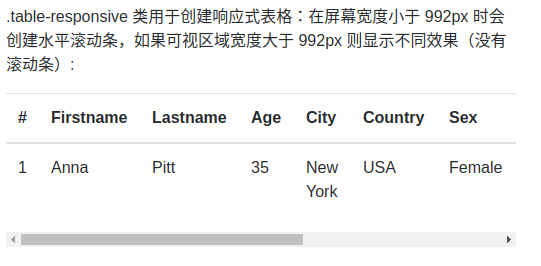 .table-responsive 类用于创建响应式表格：在屏幕宽度小于 992px 时会
创建水平滚动条，如果可视区域宽度大于 992px 则显示不同效果（没有
滚动条）:
# Firstname Lastname Age City Country Sex
1 Anna Pitt 35 New York USA Female